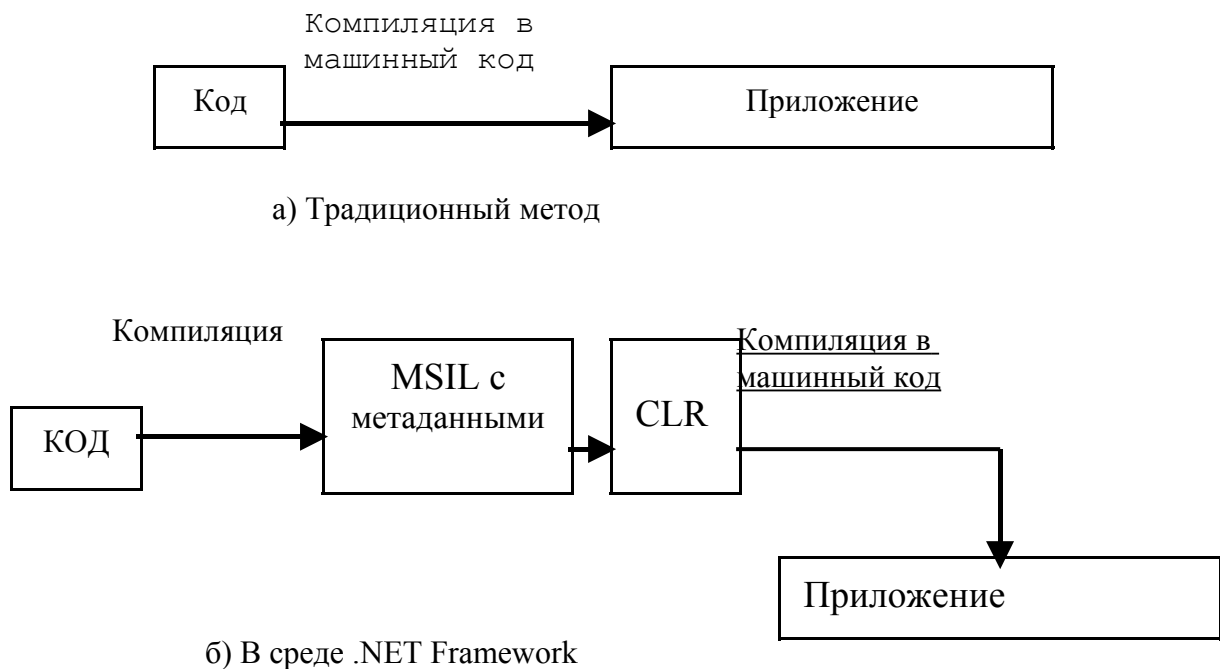 Компиляция в
машинный код
Код
Приложение
а) Традиционный метод
Компиляция
MSIL с
метаданными
CLR
Компиляция в
машинный код
КОД
Приложение
б) В среде .NET Framework